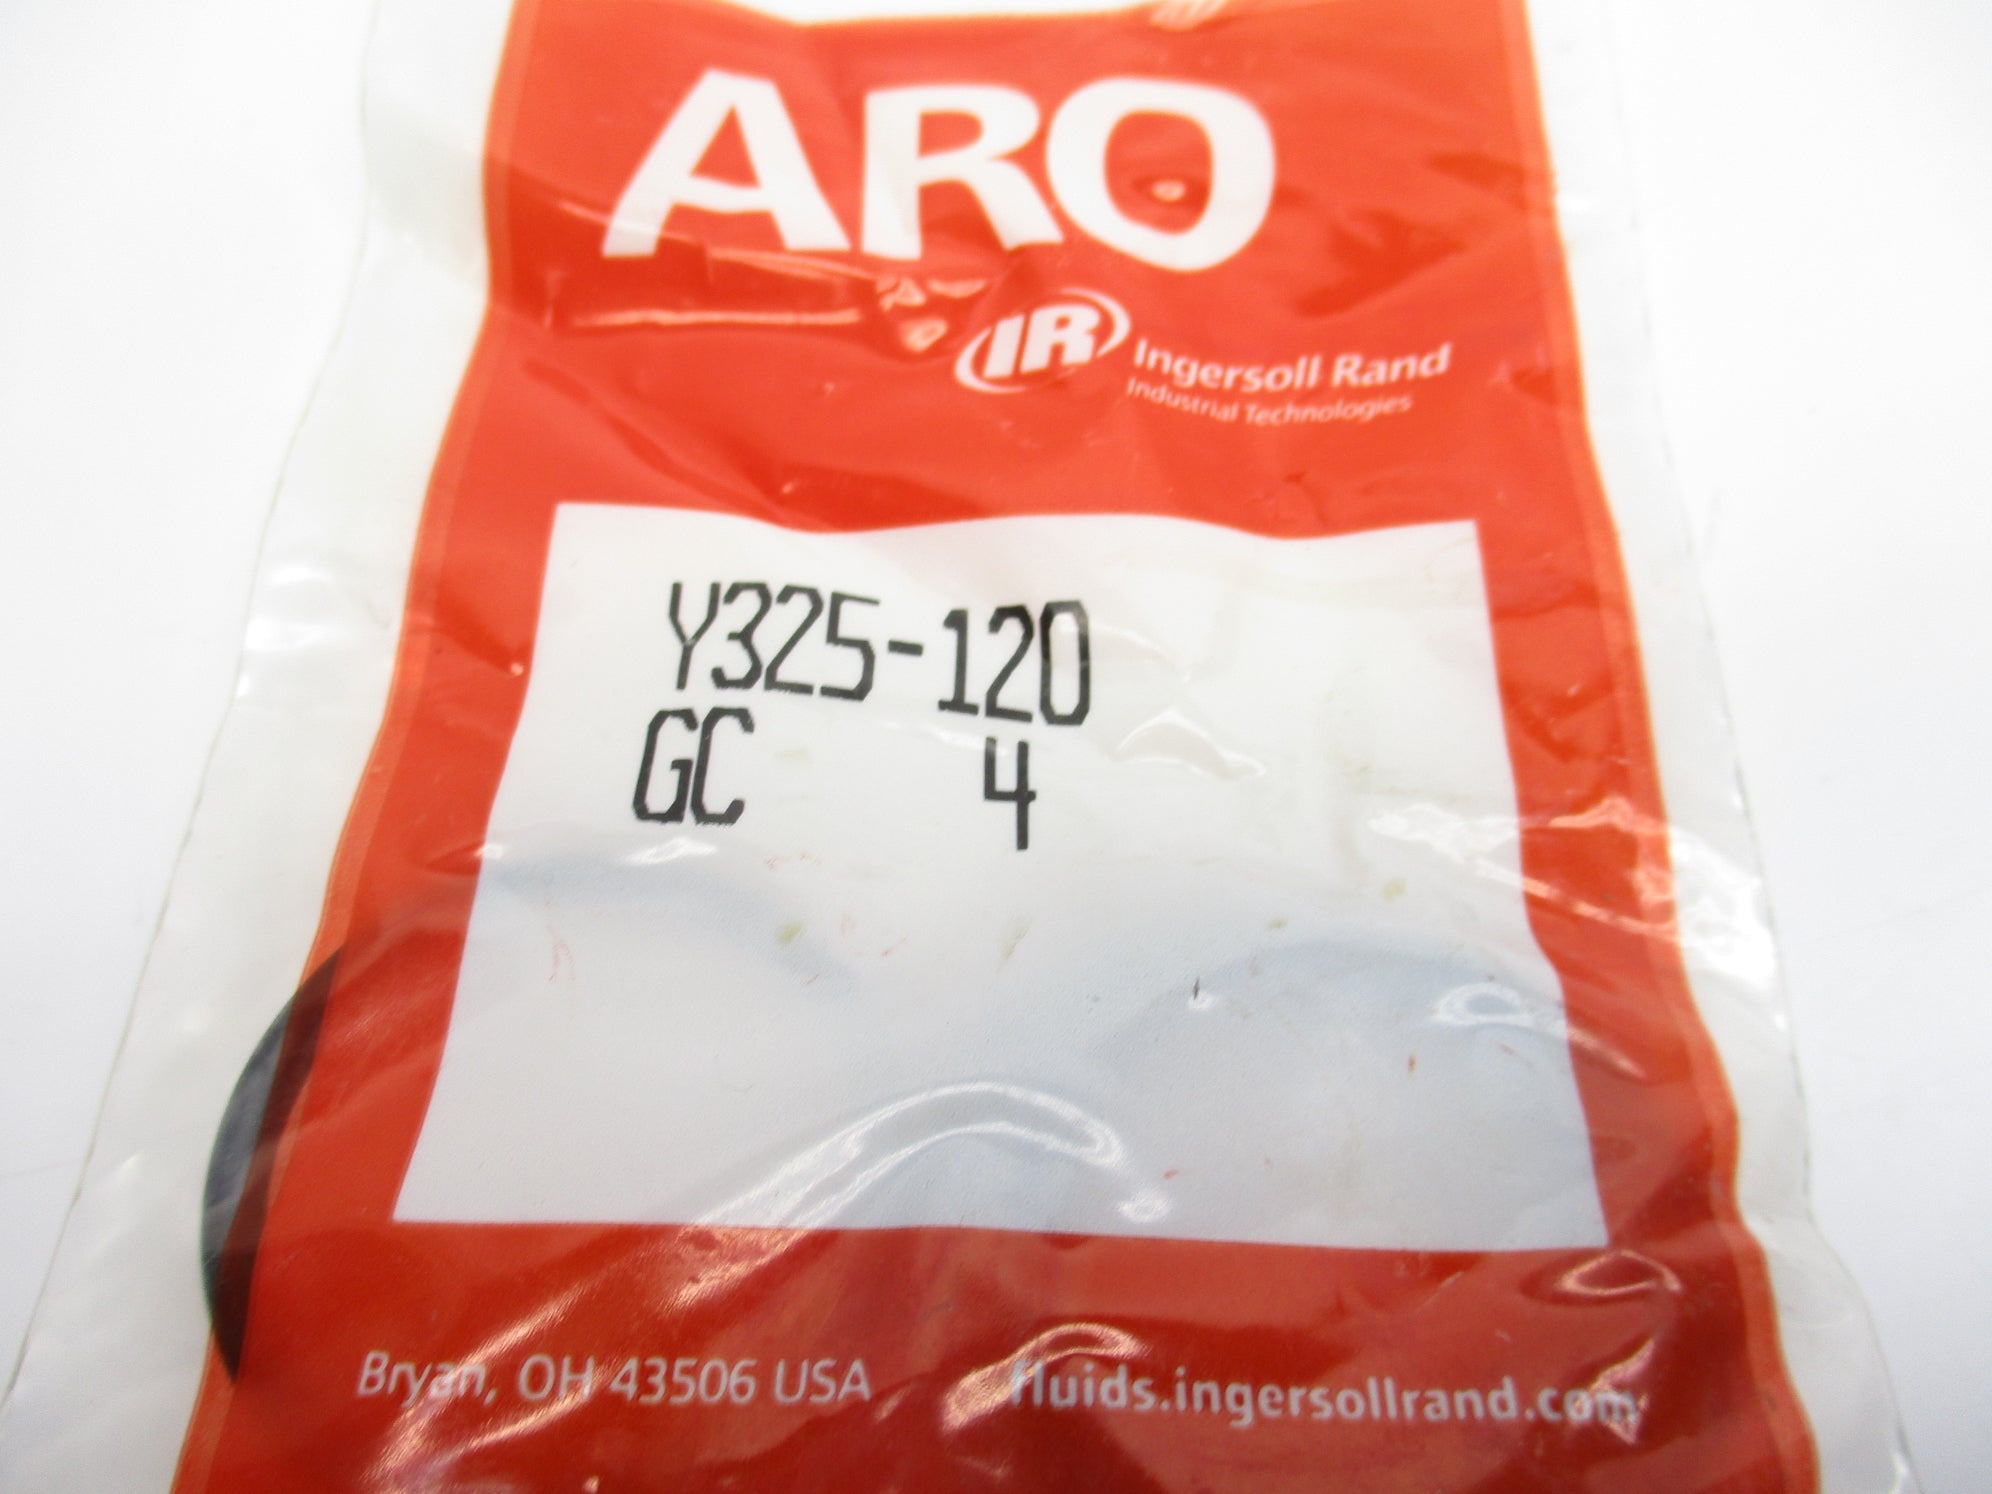 ARO
IR Ingersoll Rand
Industrial Technologies
Y325-120
GC 4
Bryan, OH 43506 USA
fluids.ingersollrand.com